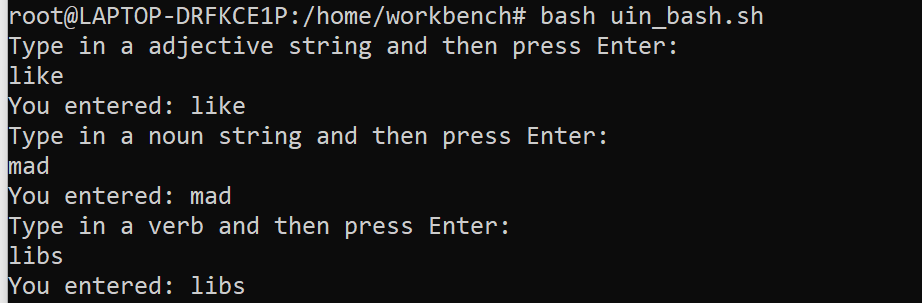 root@LAPTOP-DRFKCE1P:/home/workbench# bash uin_bash.sh
Type in a adjective string and then press Enter:
like
You entered: like
Type in a noun string and then press Enter:
mad
You entered: mad
Type in a verb and then press Enter:
libs
You entered: libs